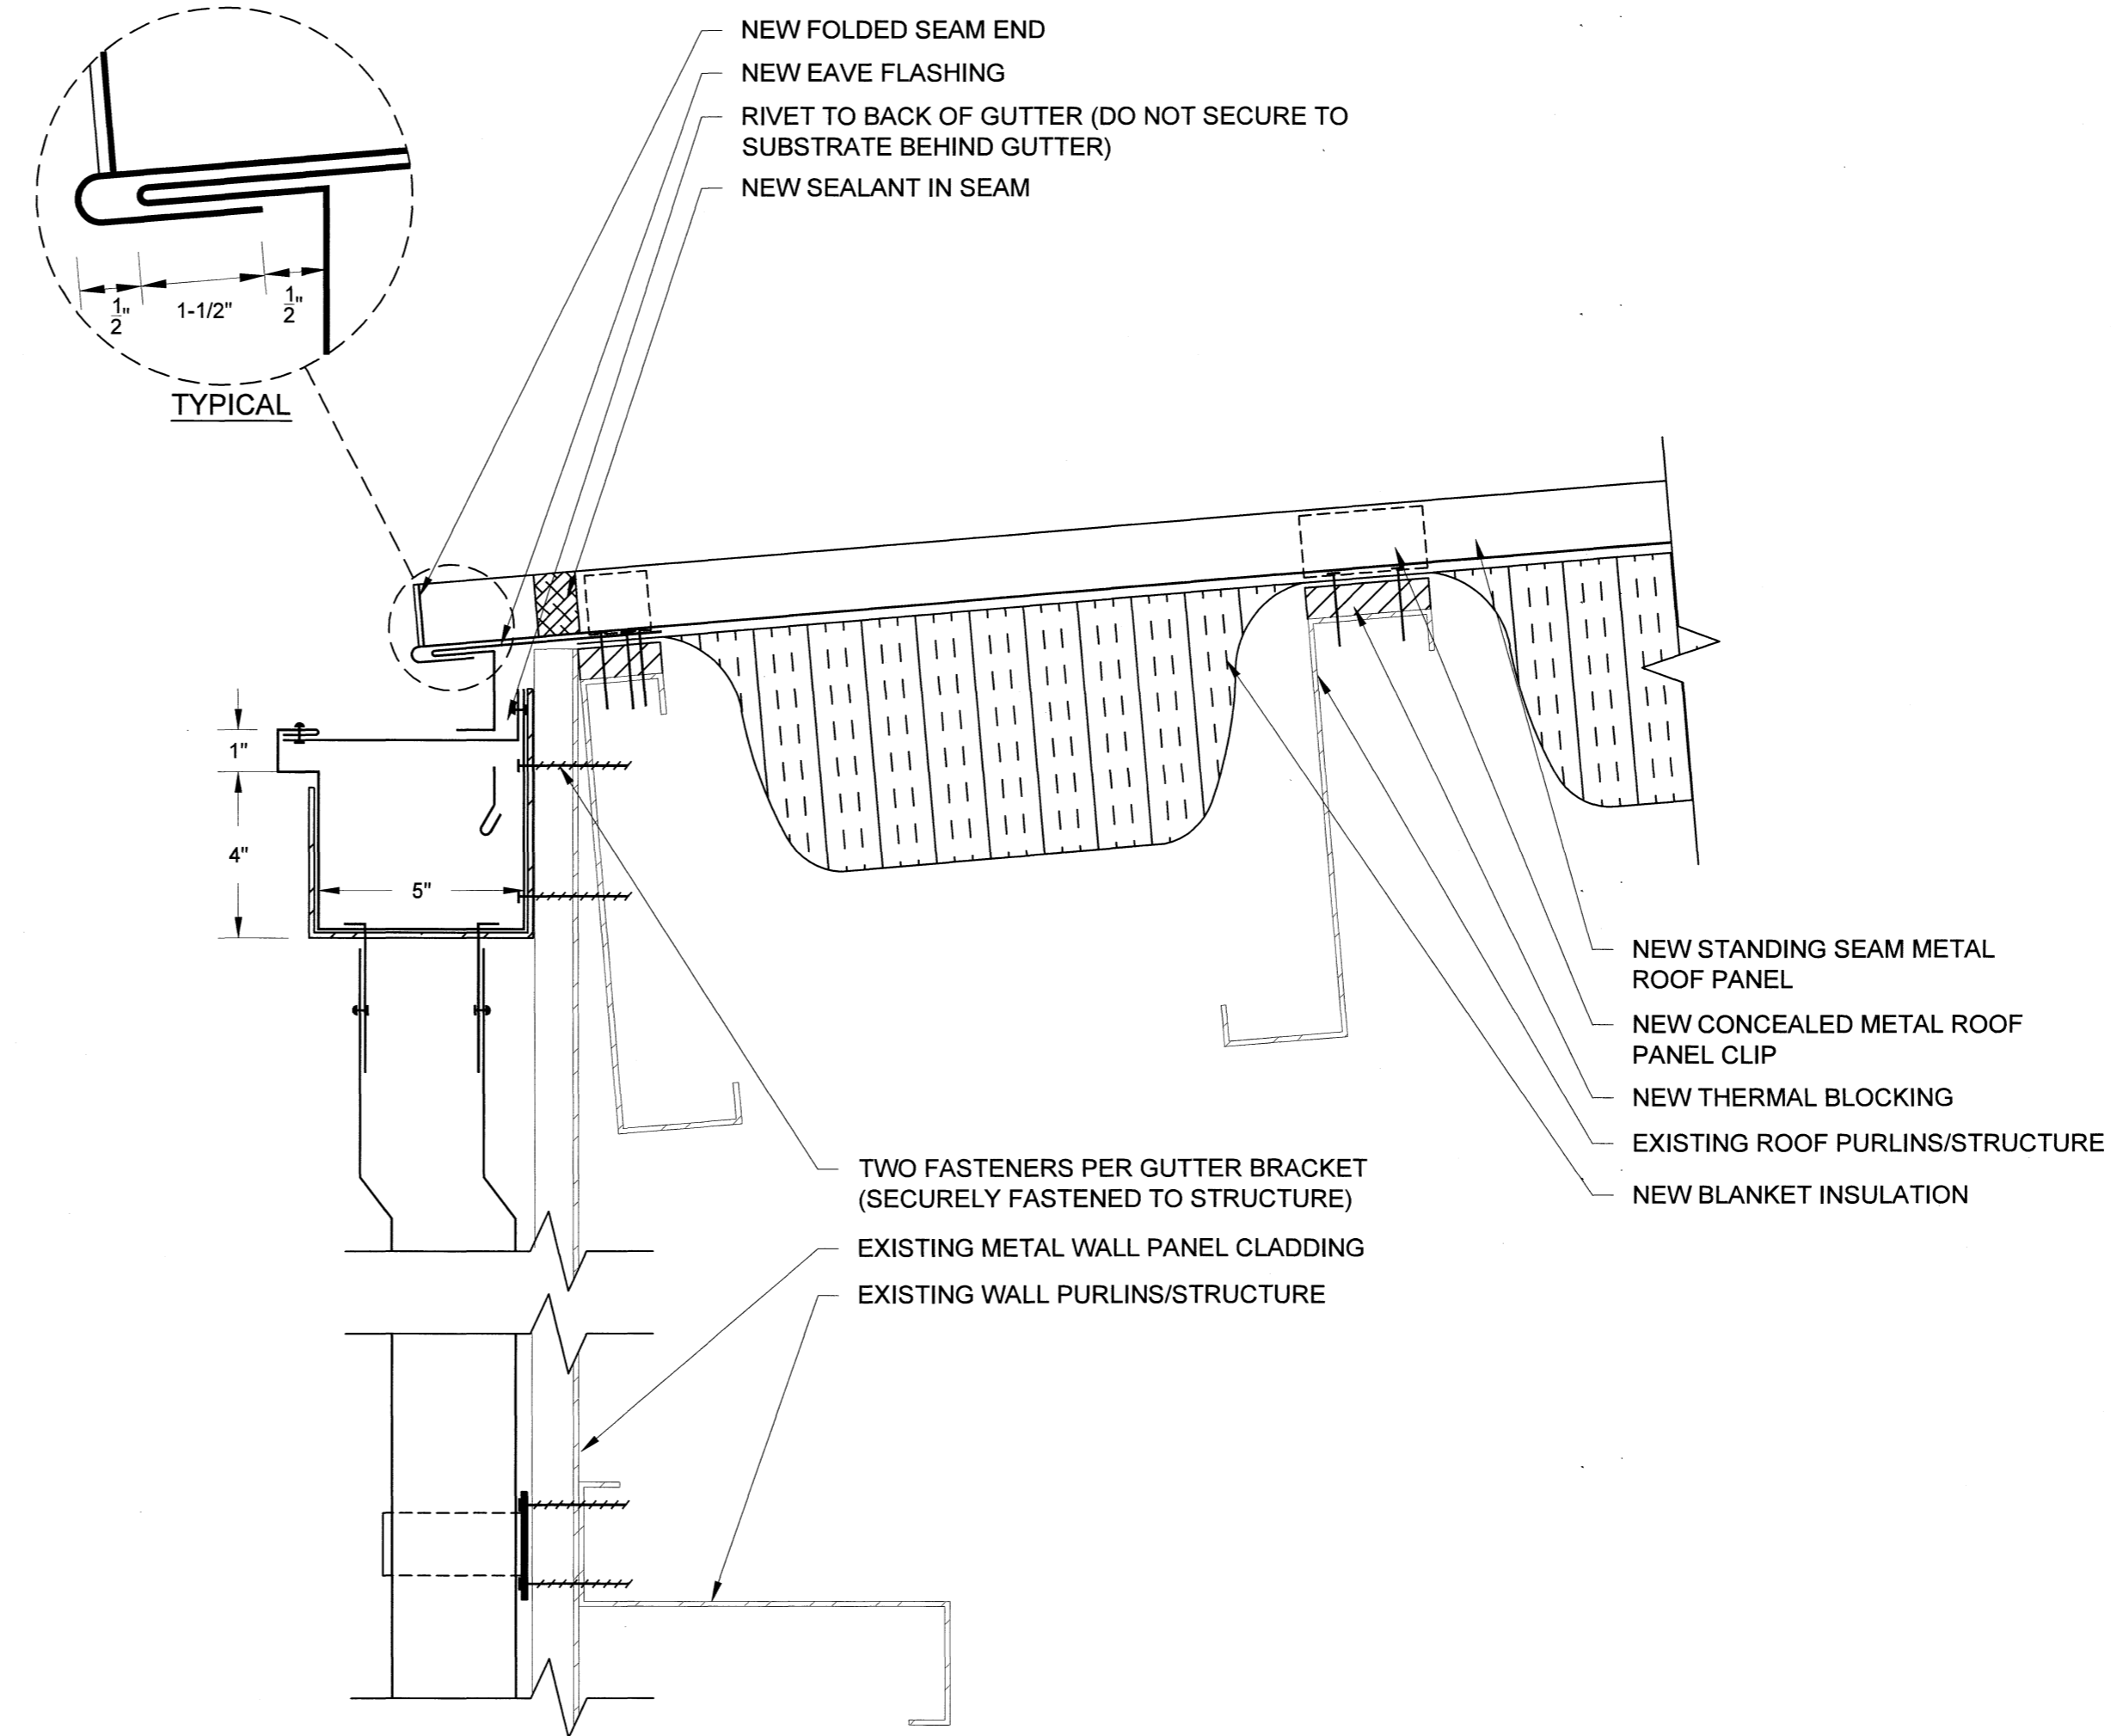 NEW FOLDED SEAM END
NEW EAVE FLASHING
RIVET TO BACK OF GUTTER (DO NOT SECURE TO
SUBSTRATE BEHIND GUTTER)
NEW SEALANT IN SEAM
1/2" 1-1/2" 1/2"
TYPICAL
1"
4"
5"
NEW STANDING SEAM METAL
ROOF PANEL
NEW CONCEALED METAL ROOF
PANEL CLIP
NEW THERMAL BLOCKING
EXISTING ROOF PURLINS/STRUCTURE
NEW BLANKET INSULATION
TWO FASTENERS PER GUTTER BRACKET
(SECURELY FASTENED TO STRUCTURE)
EXISTING METAL WALL PANEL CLADDING
EXISTING WALL PURLINS/STRUCTURE